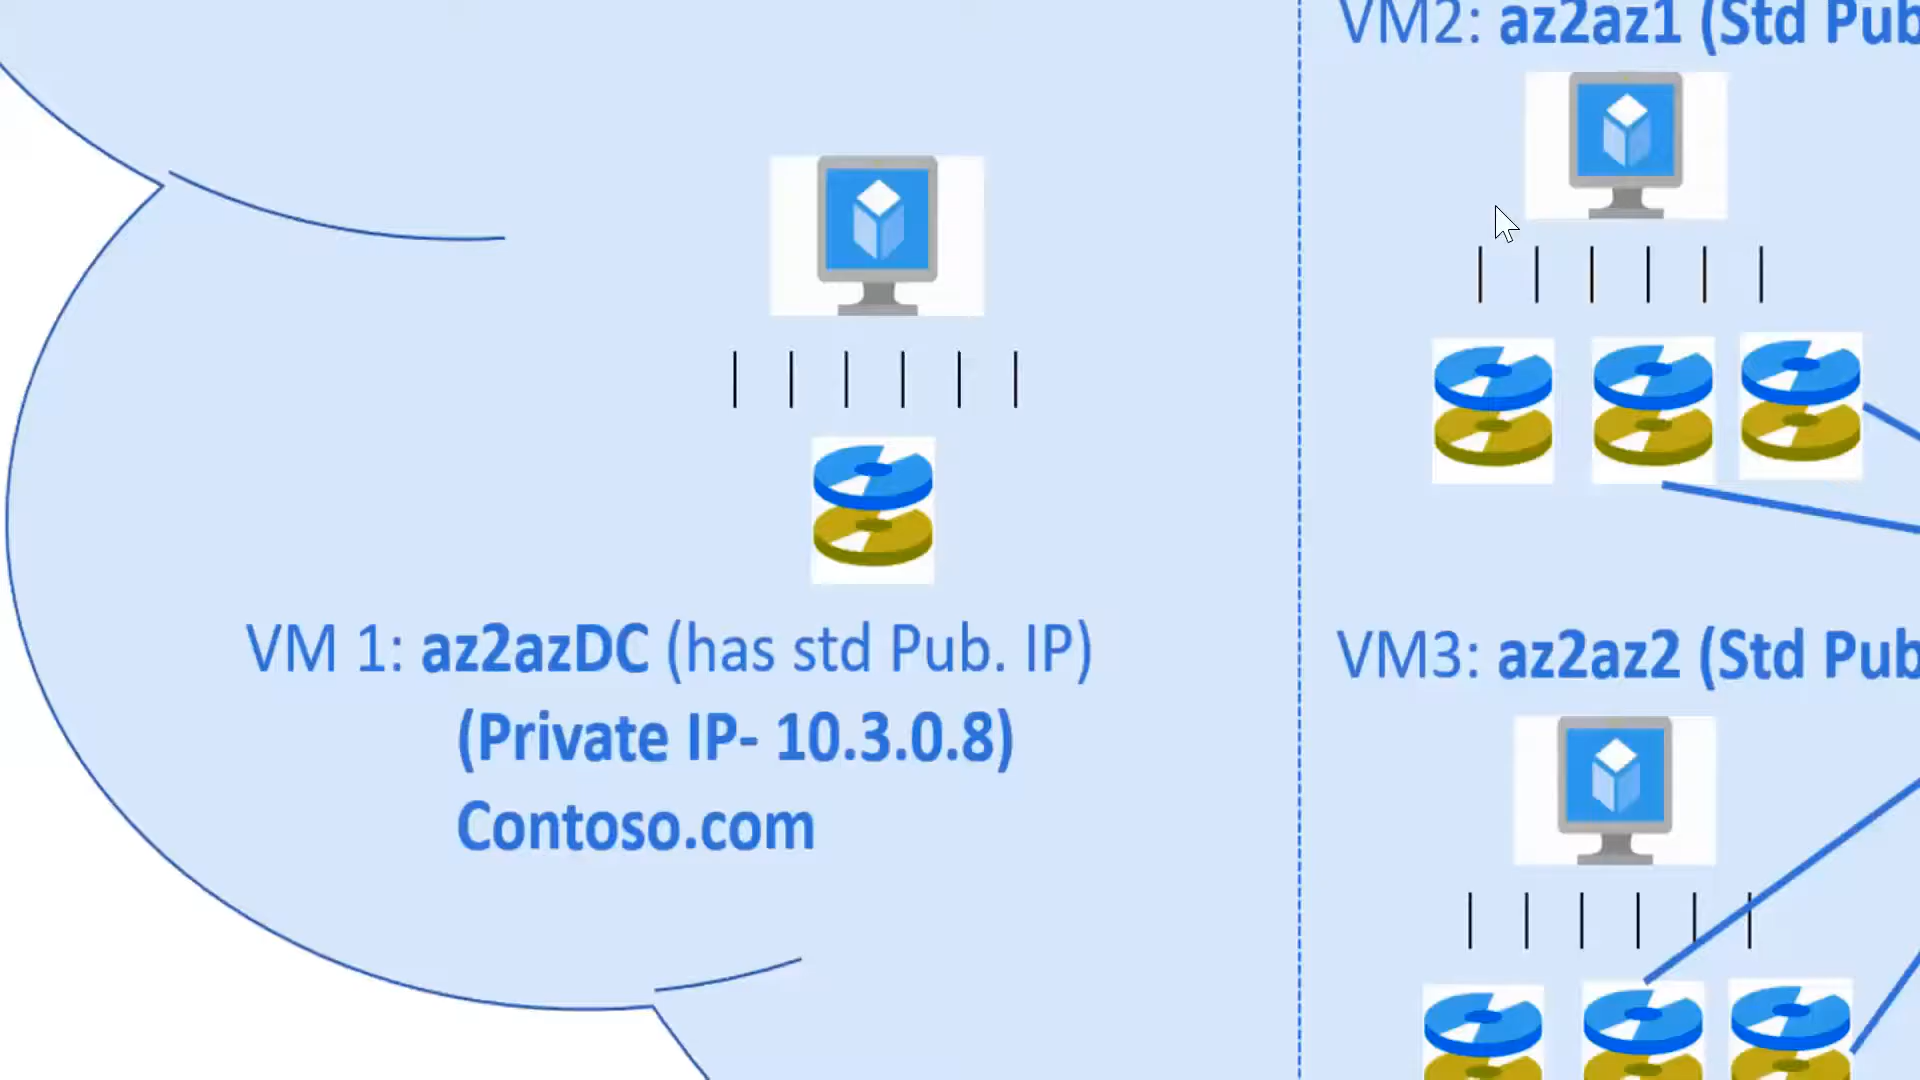 VM2: az2az1 (Std Pub
VM 1: az2azDC (has std Pub. IP)
(Private IP- 10.3.0.8)
Contoso.com
VM3: az2az2 (Std Pub